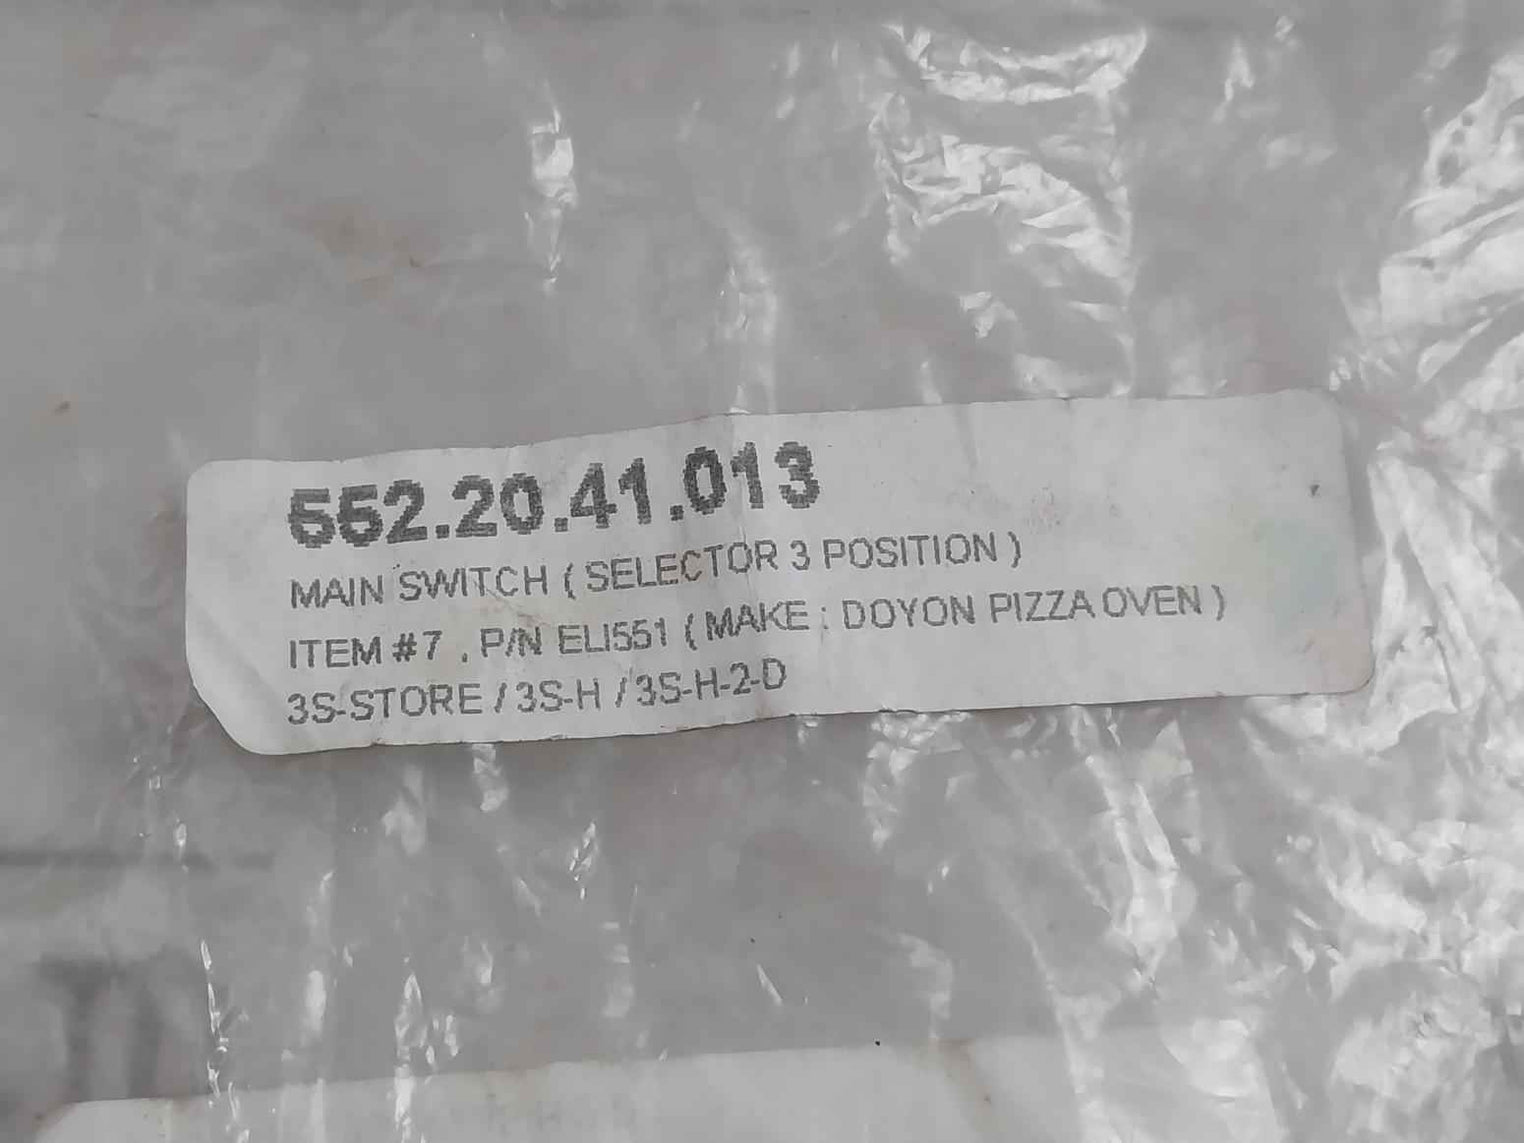 552.20.41.013
MAIN SWITCH ( SELECTOR 3 POSITION )
ITEM #7 , P/N ELI551 ( MAKE : DOYON PIZZA OVEN )
3S-STORE / 3S-H / 3S-H-2-D